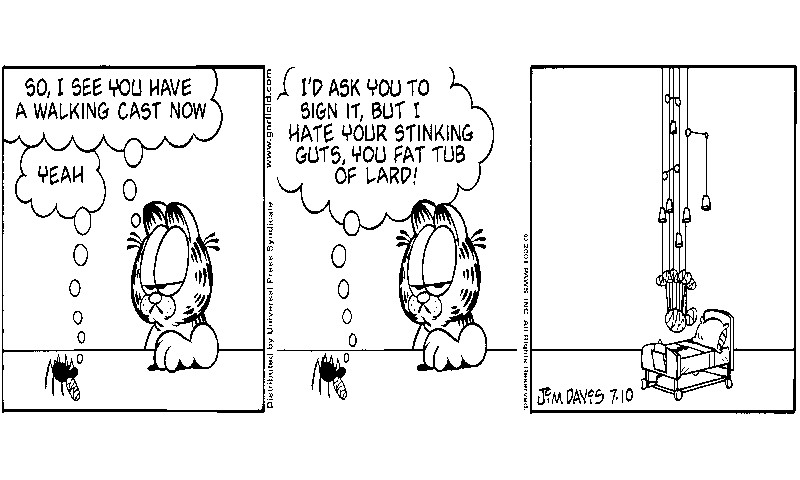 SO, I SEE YOU HAVE
A WALKING CAST NOW
YEAH
www.garfield.com
Distributed by Universal Press Syndicate
I'D ASK YOU TO
SIGN IT, BUT I
HATE YOUR STINKING
GUTS, YOU FAT TUB
OF LARD!
© 2001 PAWS, INC. All Rights Reserved.
JIM DAVIS 7·10